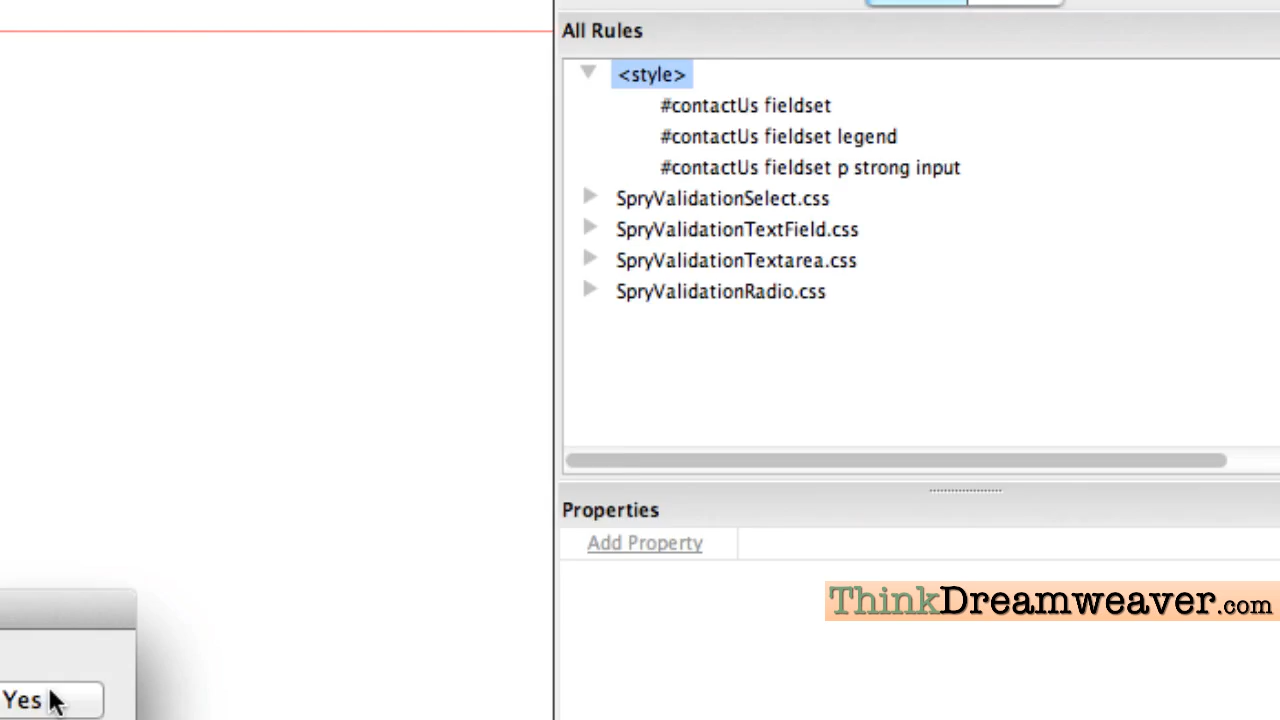 All Rules
<style>
#contactUs fieldset
#contactUs fieldset legend
#contactUs fieldset p strong input
SpryValidationSelect.css
SpryValidationTextField.css
SpryValidationTextarea.css
SpryValidationRadio.css
Properties
Add Property
ThinkDreamweaver.com
Yes